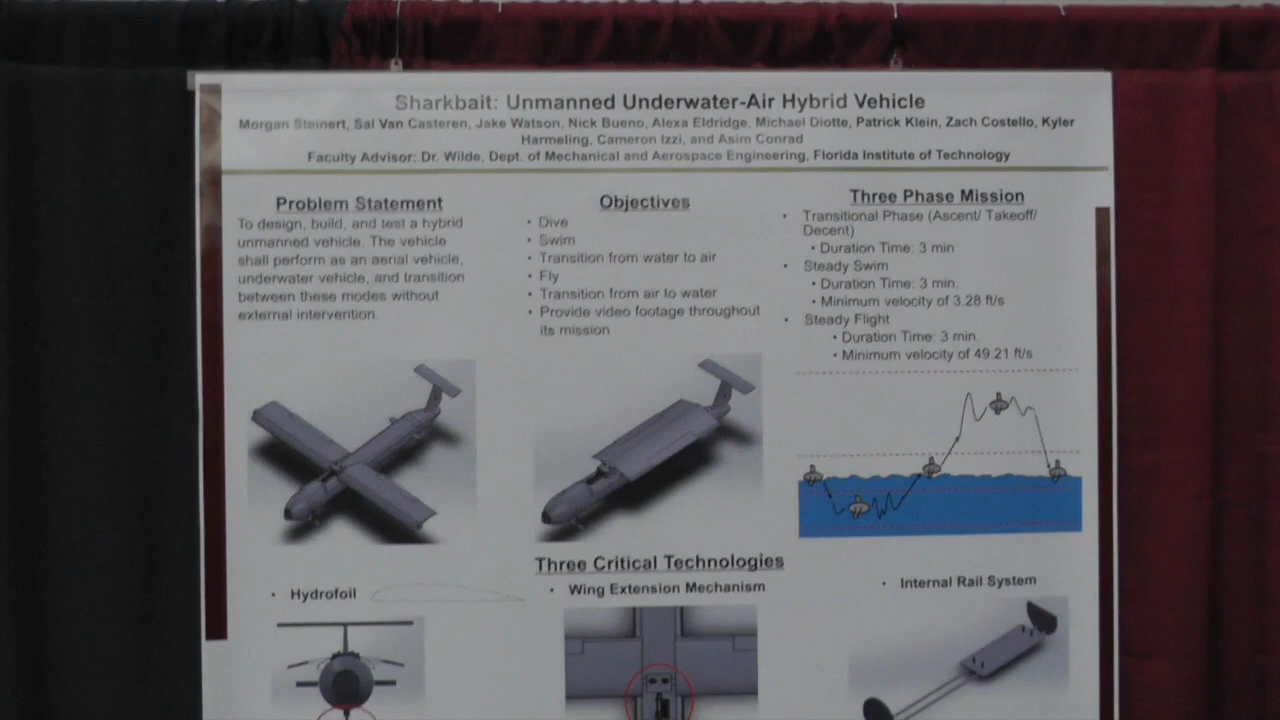 Sharkbait: Unmanned Underwater-Air Hybrid Vehicle
Morgan Steinert, Sal Van Casteren, Jake Watson, Nick Bueno, Alexa Eldridge, Michael Diotte, Patrick Klein, Zach Costello, Kyler
Harmeling, Cameron Izzi, and Asim Conrad
Faculty Advisor: Dr. Wilde, Dept. of Mechanical and Aerospace Engineering, Florida Institute of Technology
Problem Statement
To design, build, and test a hybrid
unmanned vehicle. The vehicle
shall perform as an aerial vehicle,
underwater vehicle, and transition
between these modes without
external intervention.
Objectives
• Dive
• Swim
• Transition from water to air
• Fly
• Transition from air to water
• Provide video footage throughout
its mission
Three Phase Mission
• Transitional Phase (Ascent/ Takeoff/
Decent)
• Duration Time: 3 min
• Steady Swim
• Duration Time: 3 min.
• Minimum velocity of 3.28 ft/s
• Steady Flight
• Duration Time: 3 min.
• Minimum velocity of 49.21 ft/s
Three Critical Technologies
• Hydrofoil
• Wing Extension Mechanism
• Internal Rail System